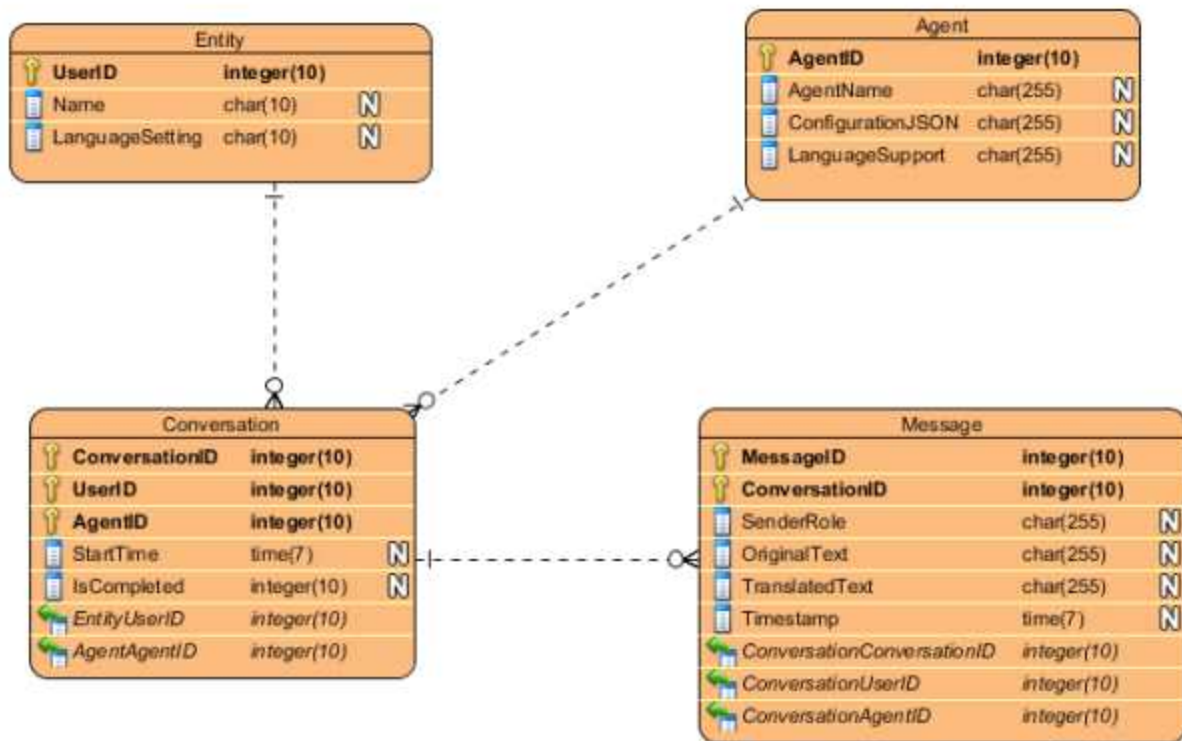 Entity
UserID integer(10)
Name char(10) N
LanguageSetting char(10) N
Agent
AgentID integer(10)
AgentName char(255) N
ConfigurationJSON char(255) N
LanguageSupport char(255) N
Conversation
ConversationID integer(10)
UserID integer(10)
AgentID integer(10)
StartTime time(7) N
IsCompleted integer(10) N
EntityUserID integer(10)
AgentAgentID integer(10)
Message
MessageID integer(10)
ConversationID integer(10)
SenderRole char(255) N
OriginalText char(255) N
TranslatedText char(255) N
Timestamp time(7) N
ConversationConversationID integer(10)
ConversationUserID integer(10)
ConversationAgentID integer(10)